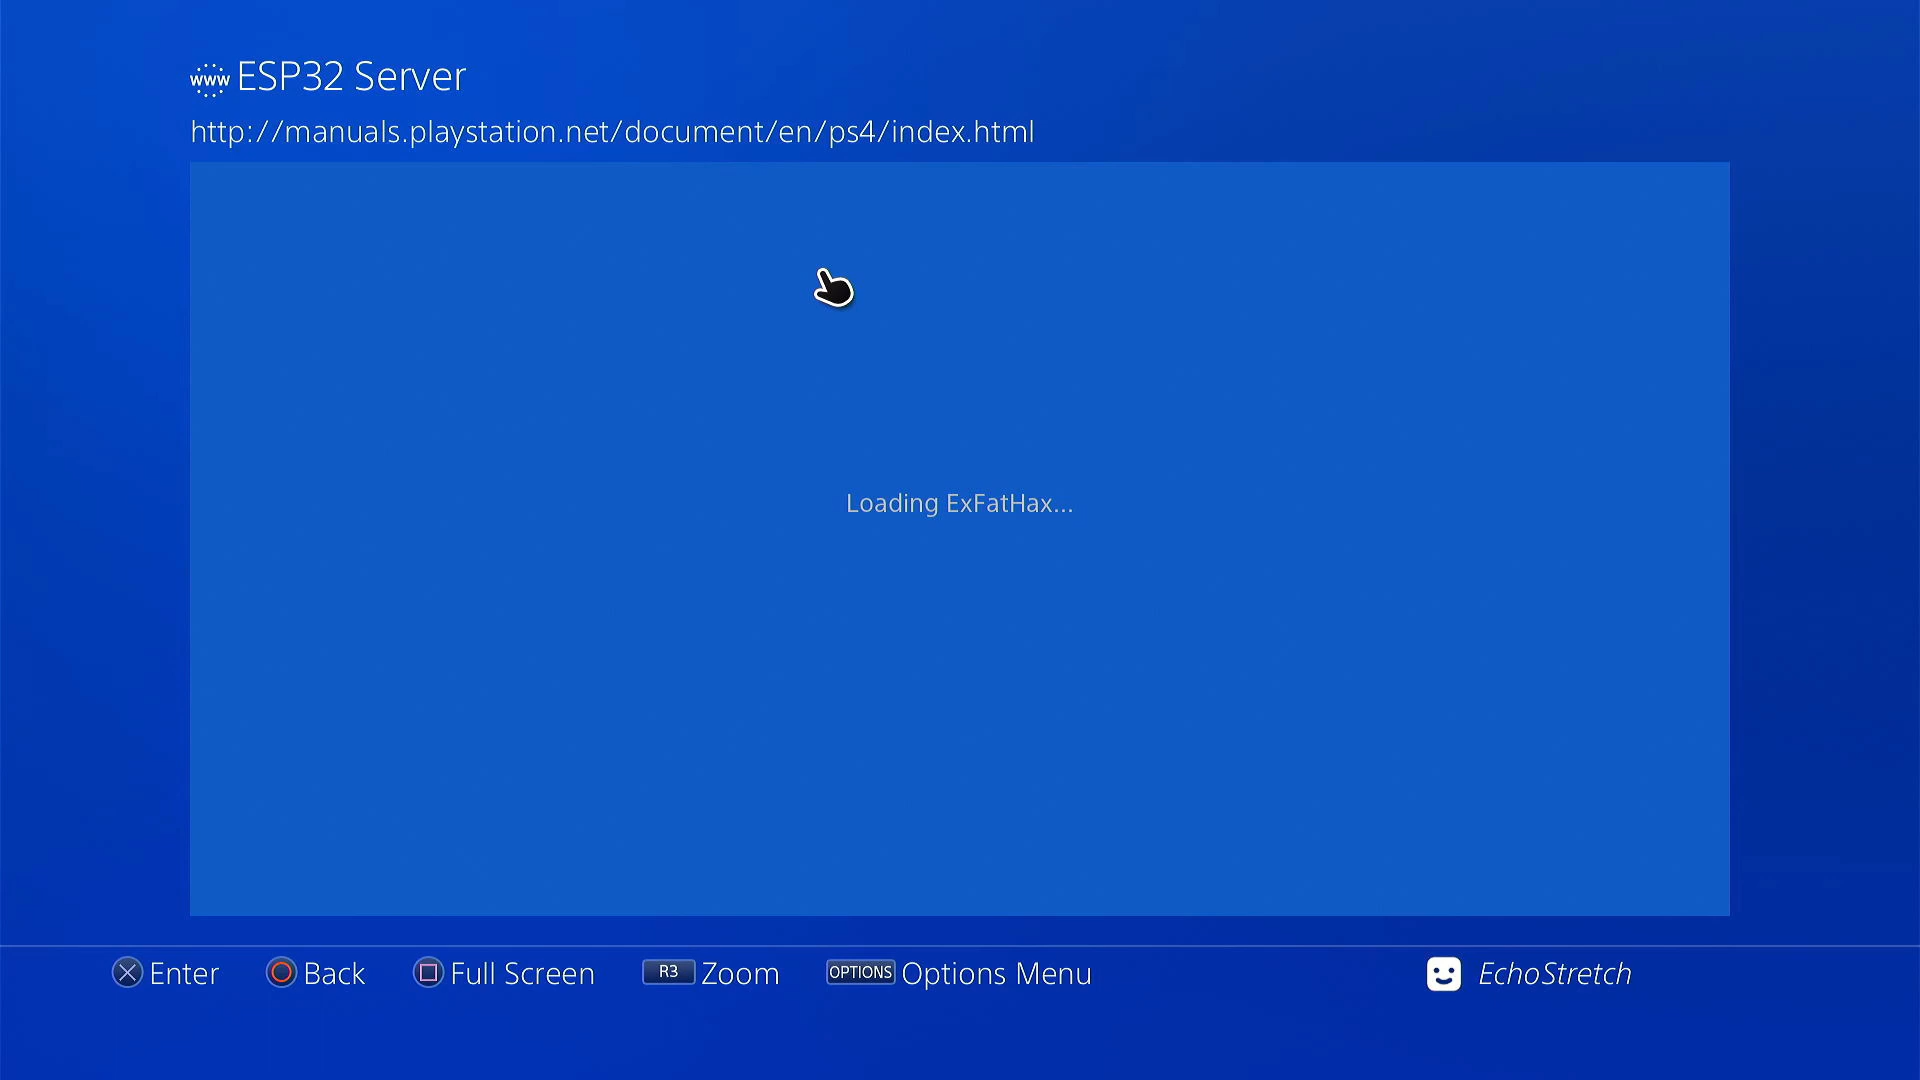 www ESP32 Server
http://manuals.playstation.net/document/en/ps4/index.html
Loading ExFatHax...
Enter Back Full Screen R3 Zoom OPTIONS Options Menu EchoStretch